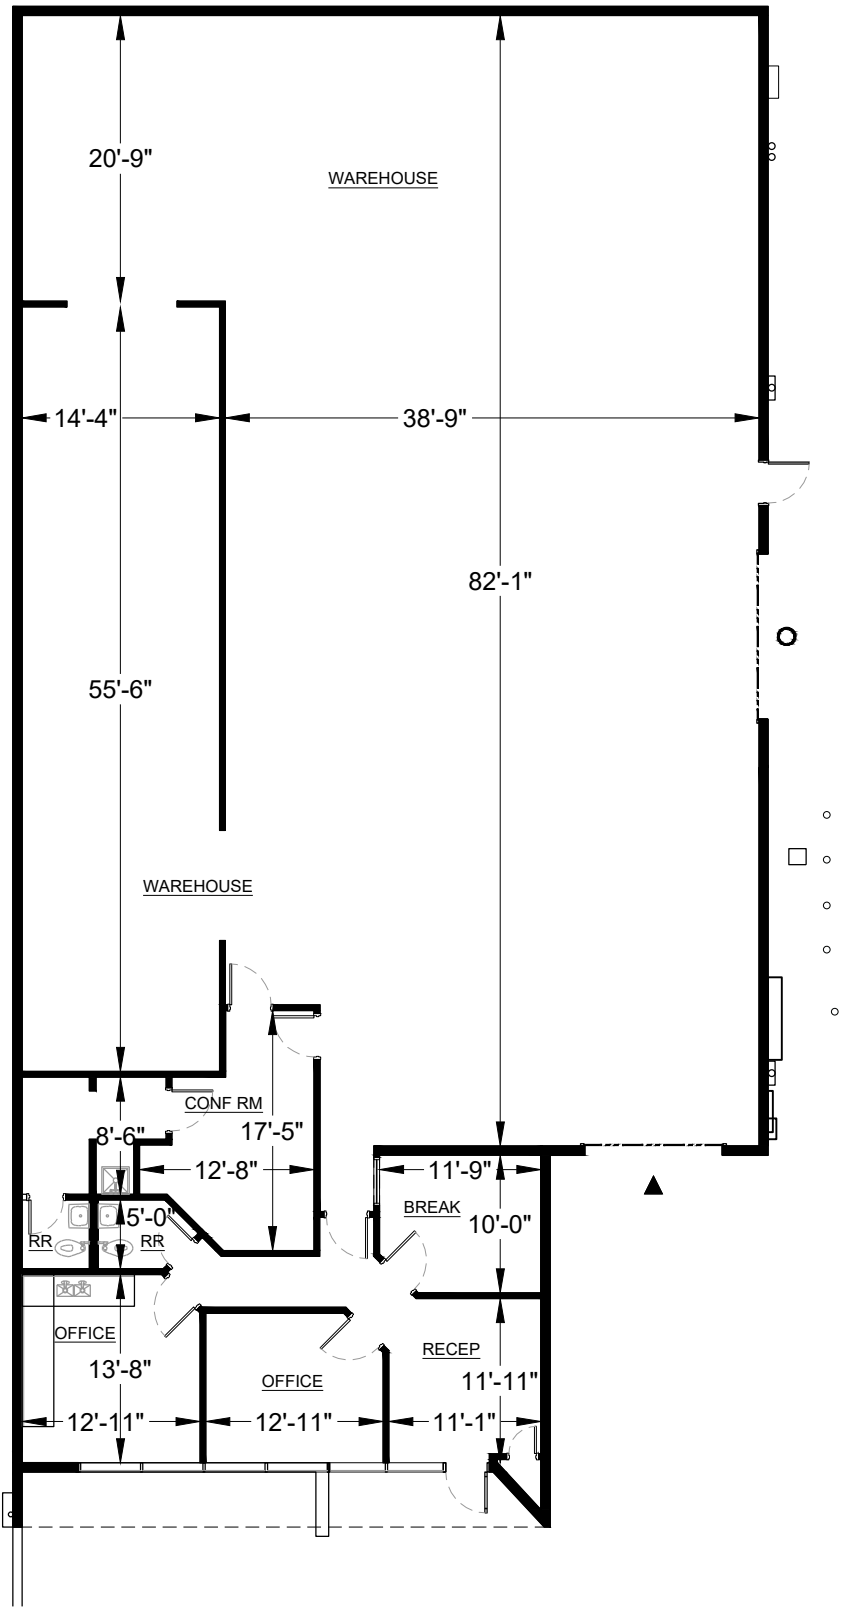 20'-9"
WAREHOUSE
14'-4"
38'-9"
82'-1"
55'-6"
WAREHOUSE
CONF RM
8'-6"
17'-5"
12'-8"
11'-9"
BREAK
5'-0"
10'-0"
RR
RR
OFFICE
RECEP
13'-8"
OFFICE
11'-11"
12'-11"
12'-11"
11'-1"